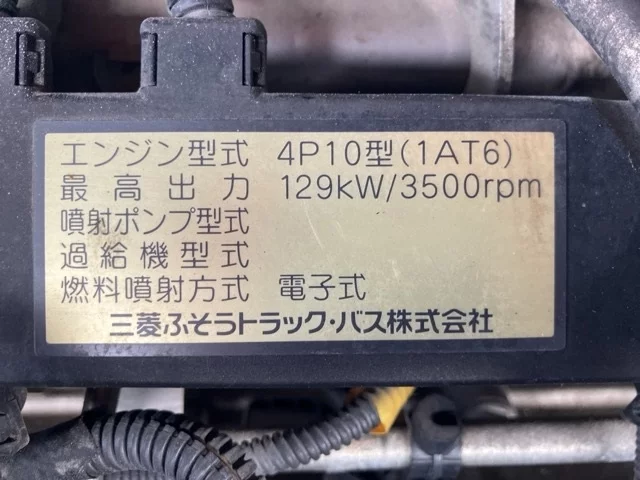 エンジン型式 4P10型(1AT6)
最高出力 129kW/3500rpm
噴射ポンプ型式
過給機型式
燃料噴射方式 電子式
三菱ふそうトラック・バス株式会社